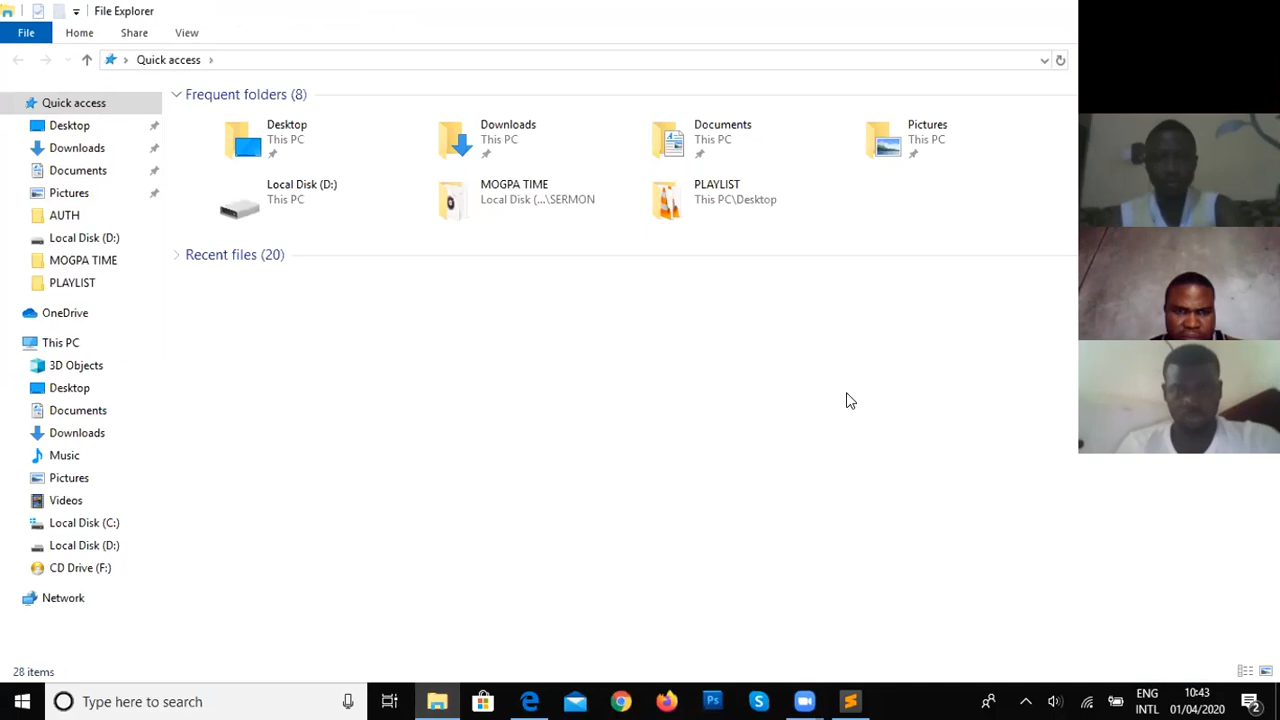 File Explorer
File Home Share View
Quick access
Quick access
Desktop
Downloads
Documents
Pictures
AUTH
Local Disk (D:)
MOGPA TIME
PLAYLIST
OneDrive
This PC
3D Objects
Desktop
Documents
Downloads
Music
Pictures
Videos
Local Disk (C:)
Local Disk (D:)
CD Drive (F:)
Network
Frequent folders (8)
Desktop
This PC
Downloads
This PC
Documents
This PC
Pictures
This PC
Local Disk (D:)
This PC
MOGPA TIME
Local Disk (...\SERMON
PLAYLIST
This PC\Desktop
Recent files (20)
28 items
Type here to search
Ps
ENG
INTL
10:43
01/04/2020
2